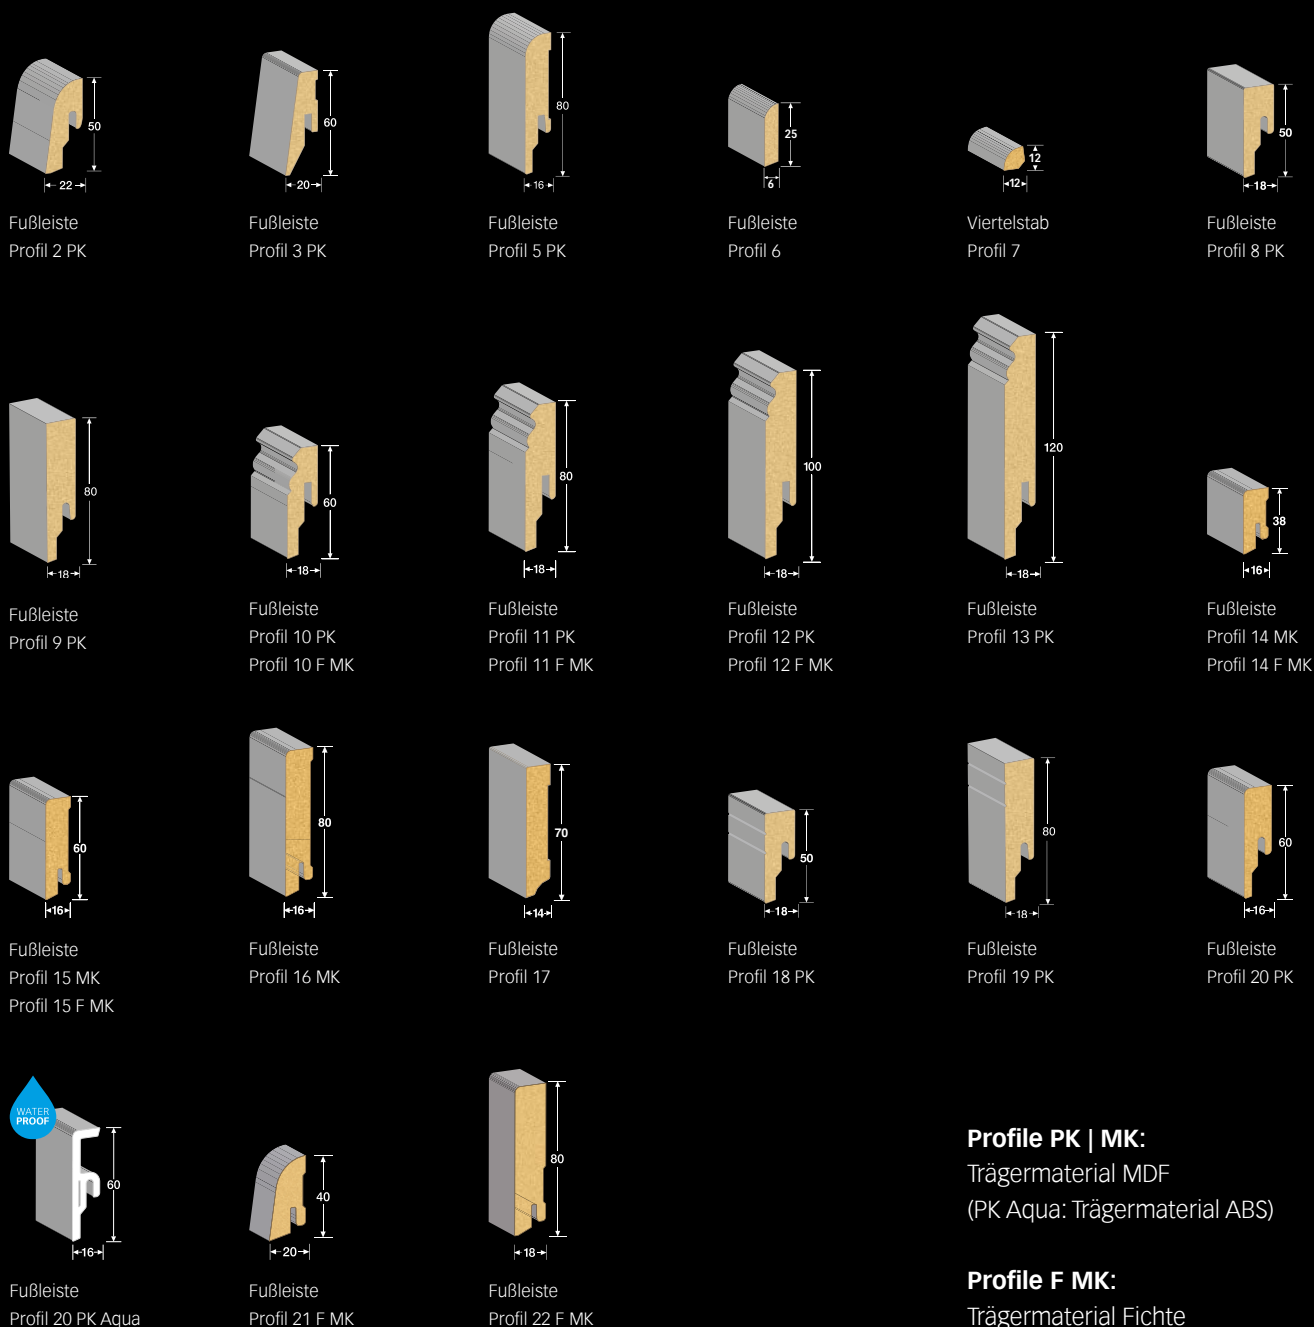 50
22
Fußleiste
Profil 2 PK
60
20
Fußleiste
Profil 3 PK
80
16
Fußleiste
Profil 5 PK
25
6
Fußleiste
Profil 6
12
12
Viertelstab
Profil 7
50
18
Fußleiste
Profil 8 PK
80
18
Fußleiste
Profil 9 PK
60
18
Fußleiste
Profil 10 PK
Profil 10 F MK
80
18
Fußleiste
Profil 11 PK
Profil 11 F MK
100
18
Fußleiste
Profil 12 PK
Profil 12 F MK
120
18
Fußleiste
Profil 13 PK
38
16
Fußleiste
Profil 14 MK
Profil 14 F MK
60
16
Fußleiste
Profil 15 MK
Profil 15 F MK
80
16
Fußleiste
Profil 16 MK
70
14
Fußleiste
Profil 17
50
18
Fußleiste
Profil 18 PK
80
18
Fußleiste
Profil 19 PK
60
16
Fußleiste
Profil 20 PK
WATER
PROOF
60
16
Fußleiste
Profil 20 PK Aqua
40
20
Fußleiste
Profil 21 F MK
80
18
Fußleiste
Profil 22 F MK
Profile PK | MK:
Trägermaterial MDF
(PK Aqua: Trägermaterial ABS)
Profile F MK:
Trägermaterial Fichte